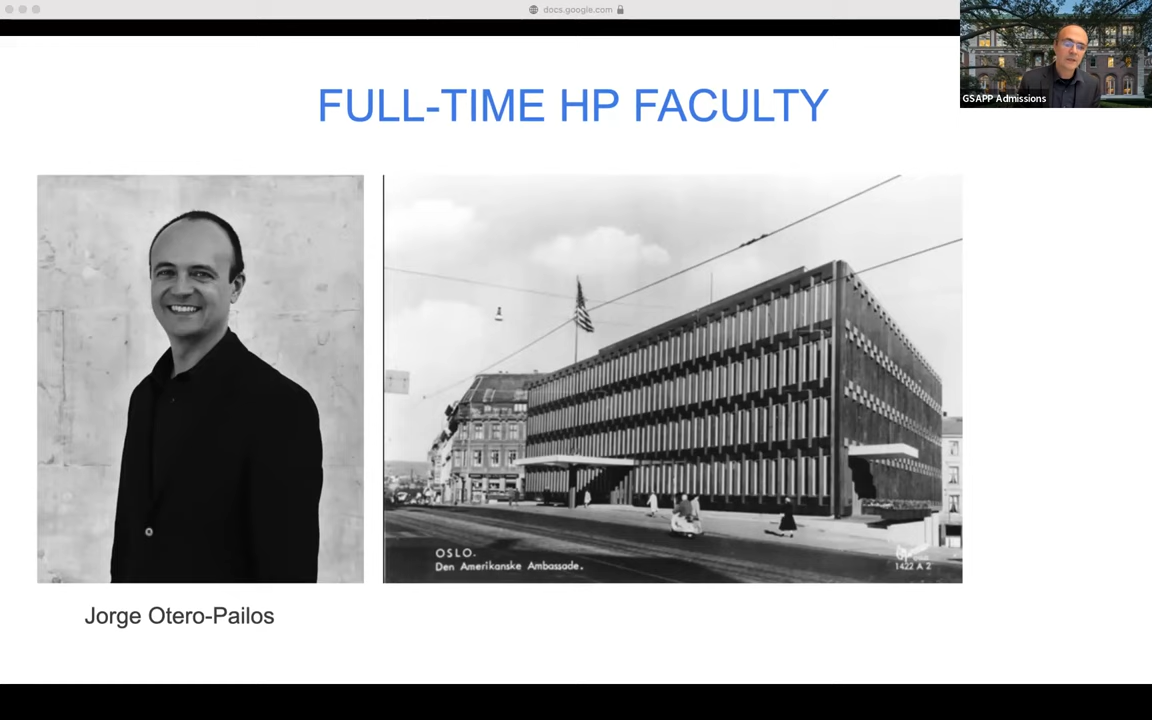 docs.google.com
GSAPP Admissions
FULL-TIME HP FACULTY
OSLO.
Den Amerikanske Ambassade.
1422 A 2
Jorge Otero-Pailos